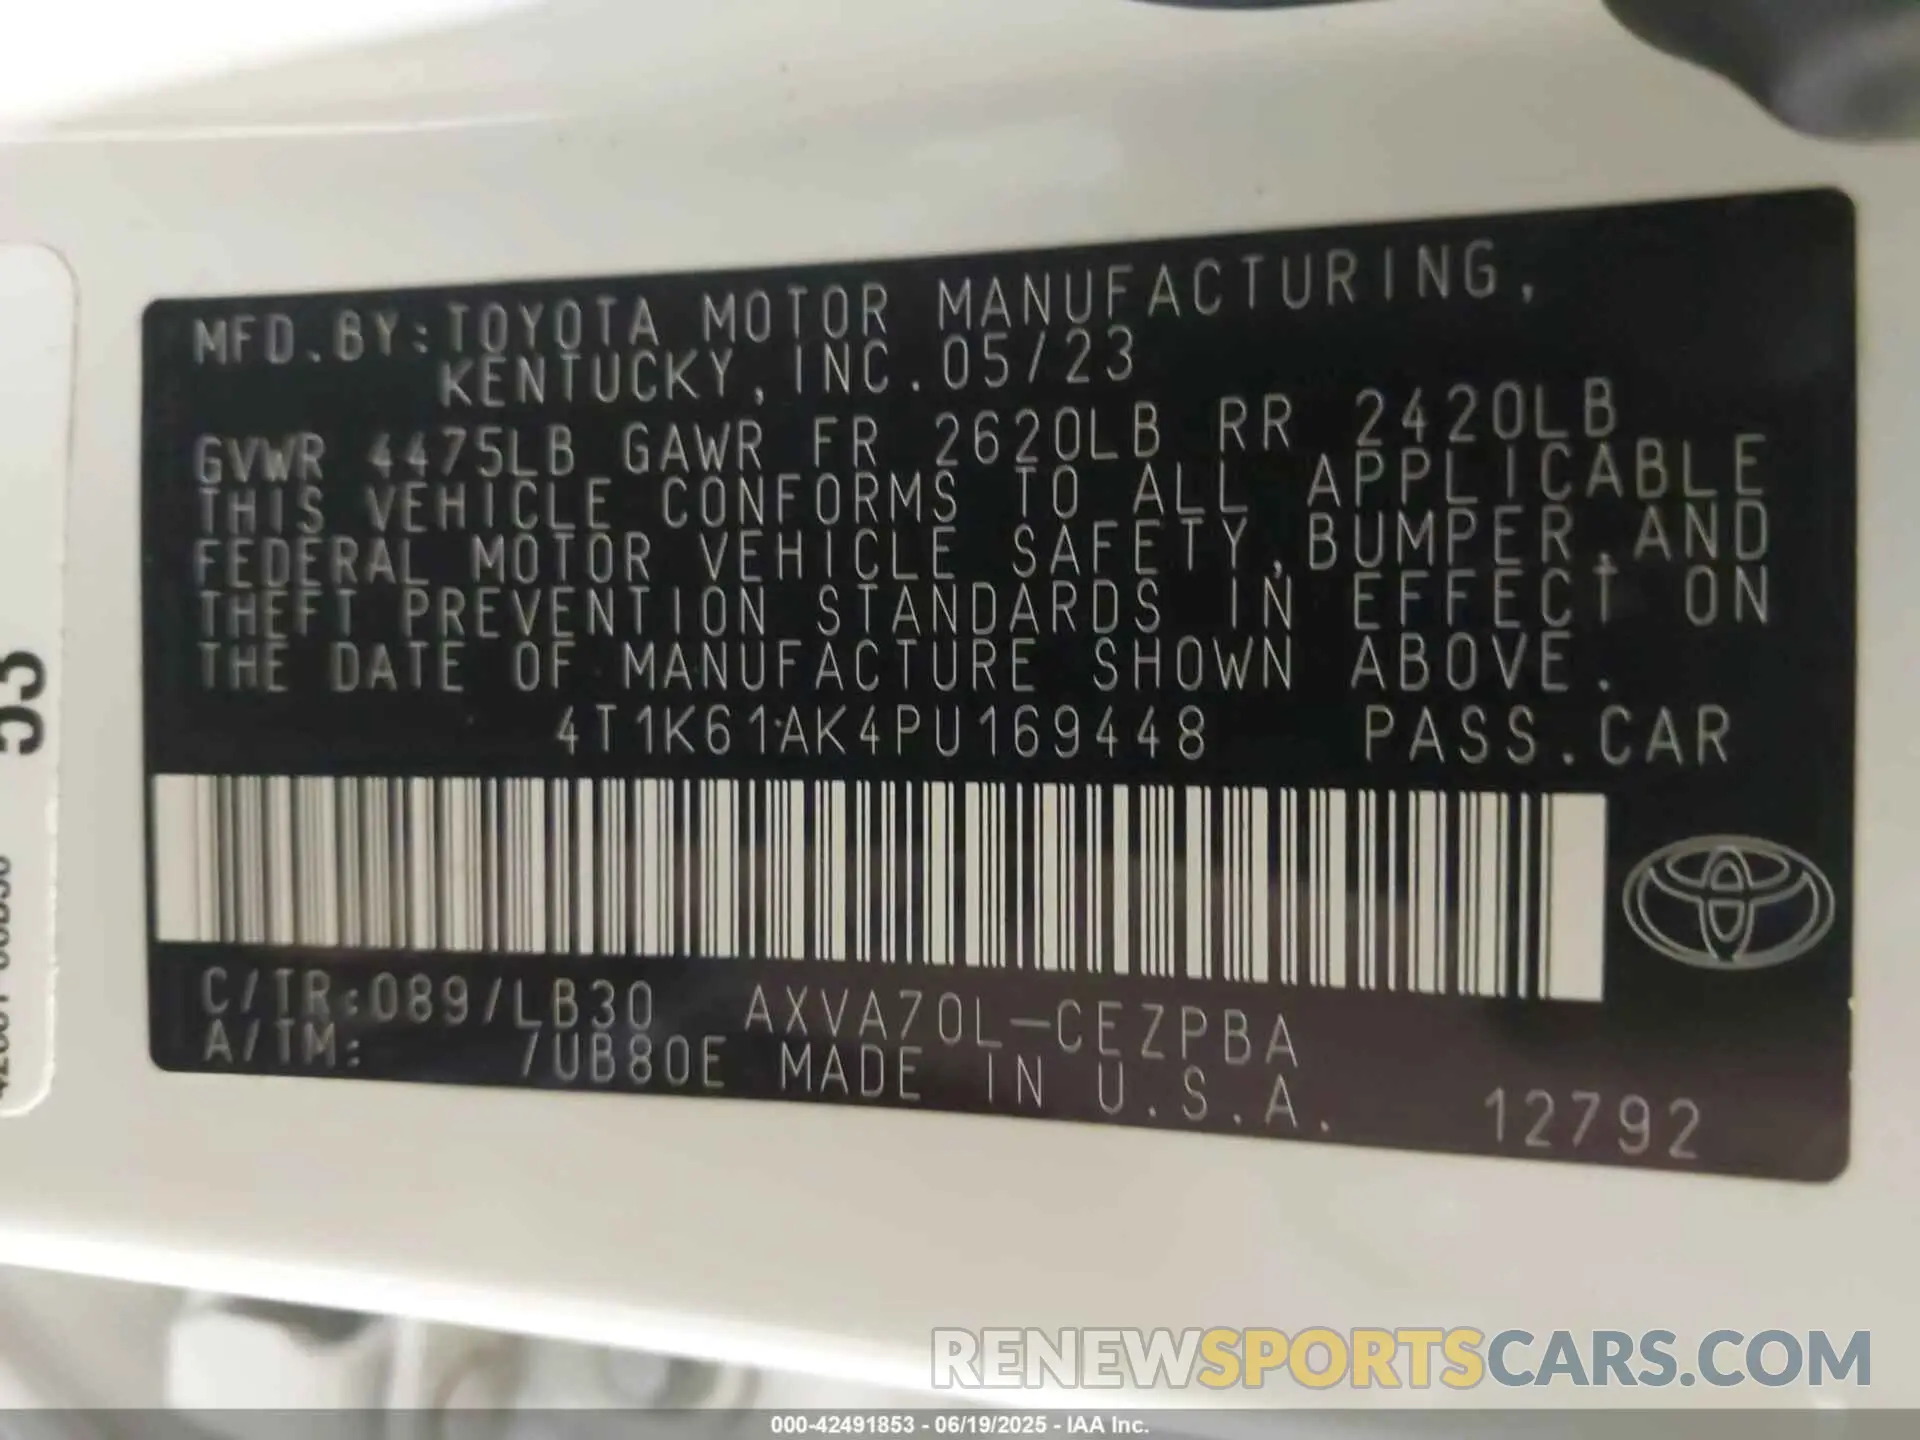 MFD.BY:TOYOTA MOTOR MANUFACTURING,
KENTUCKY, INC. 05/23
GVWR 4475LB GAWR FR 2620LB RR 2420LB
THIS VEHICLE CONFORMS TO ALL APPLICABLE
FEDERAL MOTOR VEHICLE SAFETY, BUMPER, AND
THEFT PREVENTION STANDARDS IN EFFECT ON
THE DATE OF MANUFACTURE SHOWN ABOVE.
4T1K61AK4PU169448 PASS.CAR
C/TR:089/LB30 AXVA70L-CEZPBA
A/TM: /UB80E MADE IN U.S.A.
12792
53
RENEWSPORTSCARS.COM
000-42491853 - 06/19/2025 - IAA Inc.